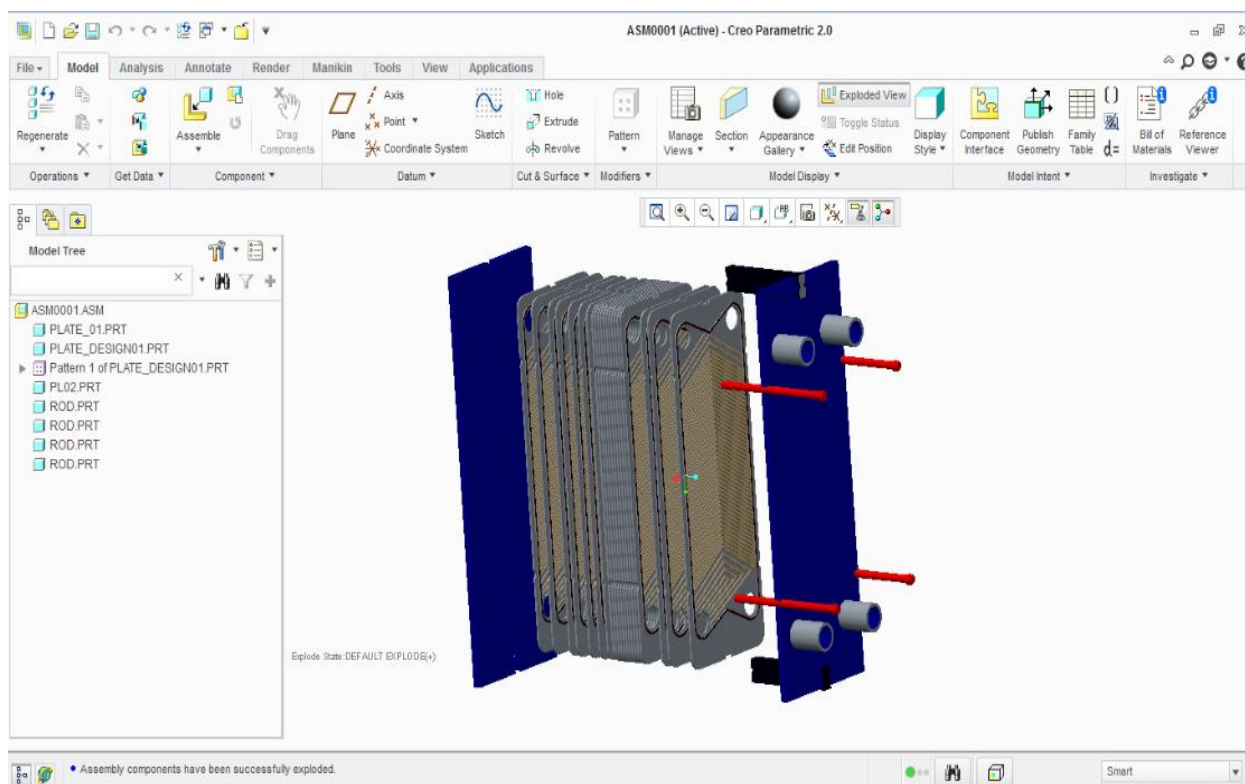 ASM0001 (Active) - Creo Parametric 2.0
File Model Analysis Annotate Render Manikin Tools View Applications
Regenerate
Assemble
Drag
Components
Plane
Axis
Point
Coordinate System
Sketch
Hole
Extrude
Revolve
Pattern
Manage
Views
Section
Appearance
Gallery
Exploded View
Toggle Status
Edit Position
Display
Style
Component
Interface
Publish
Geometry
Family
Table
d=
Bill of
Materials
Reference
Viewer
Operations Get Data Component Datum Cut & Surface Modifiers Model Display Model Intent Investigate
Model Tree
ASM0001.ASM
PLATE_01.PRT
PLATE_DESIGN01.PRT
Pattern 1 of PLATE_DESIGN01.PRT
PL02.PRT
ROD.PRT
ROD.PRT
ROD.PRT
ROD.PRT
Explode State:DEFAULT EXPLODE(+)
Assembly components have been successfully exploded.
Smart